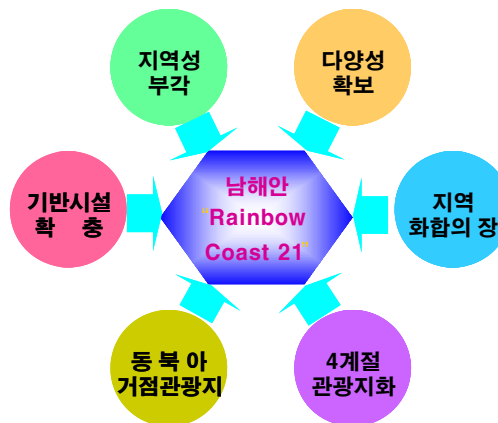 지역성
부각
다양성
확보
기반시설
확 충
남해안
"Rainbow
Coast 21"
지역
화합의 장
동 북 아
거점관광지
4계절
관광지화